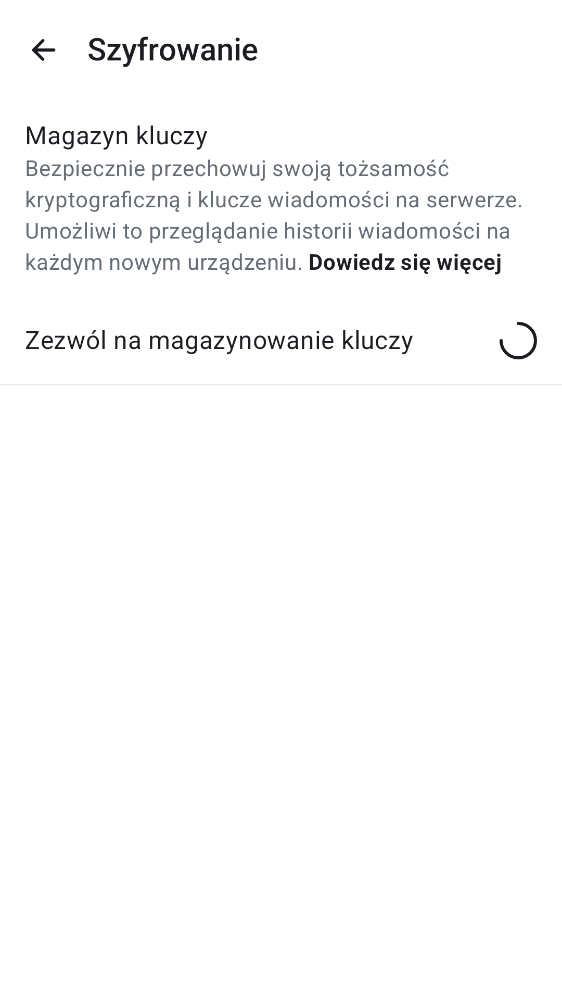 Szyfrowanie
Magazyn kluczy
Bezpiecznie przechowuj swoją tożsamość
kryptograficzną i klucze wiadomości na serwerze.
Umożliwi to przeglądanie historii wiadomości na
każdym nowym urządzeniu. Dowiedz się więcej
Zezwól na magazynowanie kluczy